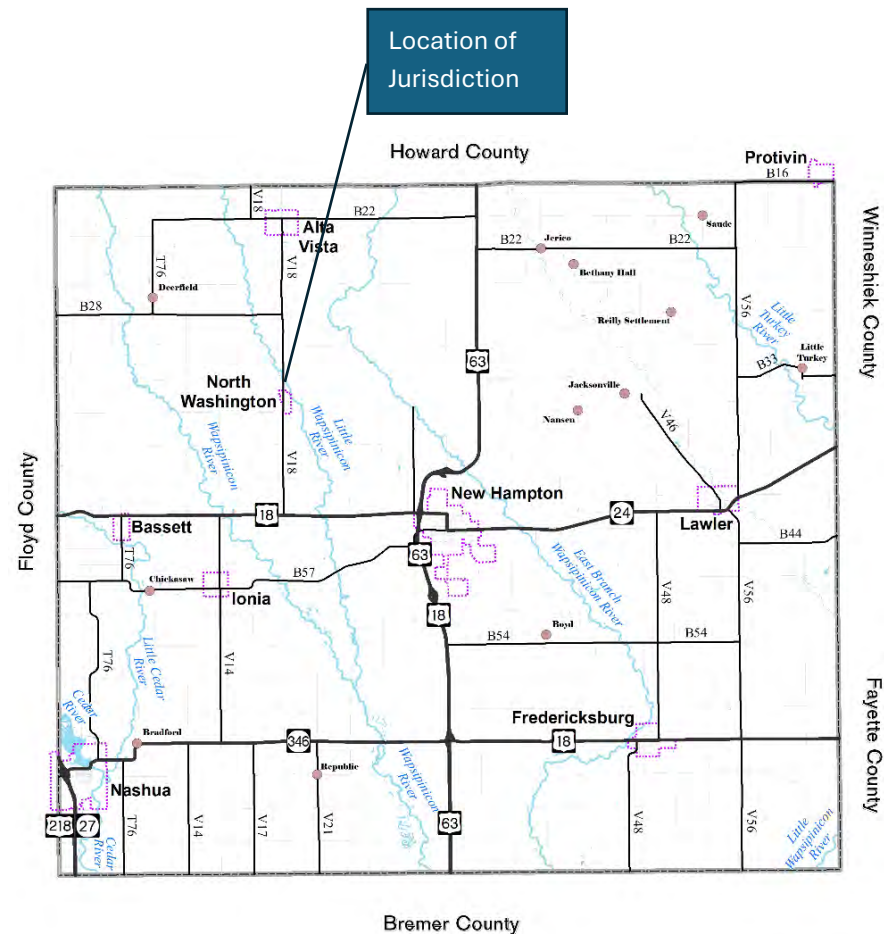 Location of
Jurisdiction
Howard County
Protivin
B16
V18
B22
Alta
Vista
Saude
Jerico
B22
B22
Bethany Hall
T76
V18
Deerfield
B28
Reilly Settlement
V56
Little
Turkey
River
Winneshiek County
63
Little
Turkey
B33
North
Washington
Jacksonville
Nansen
V46
Wapsipinicon
River
Little
Wapsipinicon
River
V18
Floyd County
New Hampton
18
24
Bassett
Lawler
T76
63
B44
Chickasaw
B57
Ionia
East Branch
Wapsipinicon River
V48
V56
18
Boyd
B54
B54
Little Cedar
River
T76
V14
Cedar
River
Fayette County
Fredericksburg
Bradford
346
18
Republic
Wapsipinicon
River
Nashua
218
27
Cedar
River
T76
V14
V17
V21
63
V48
V56
Little
Wapsipinicon
River
Bremer County